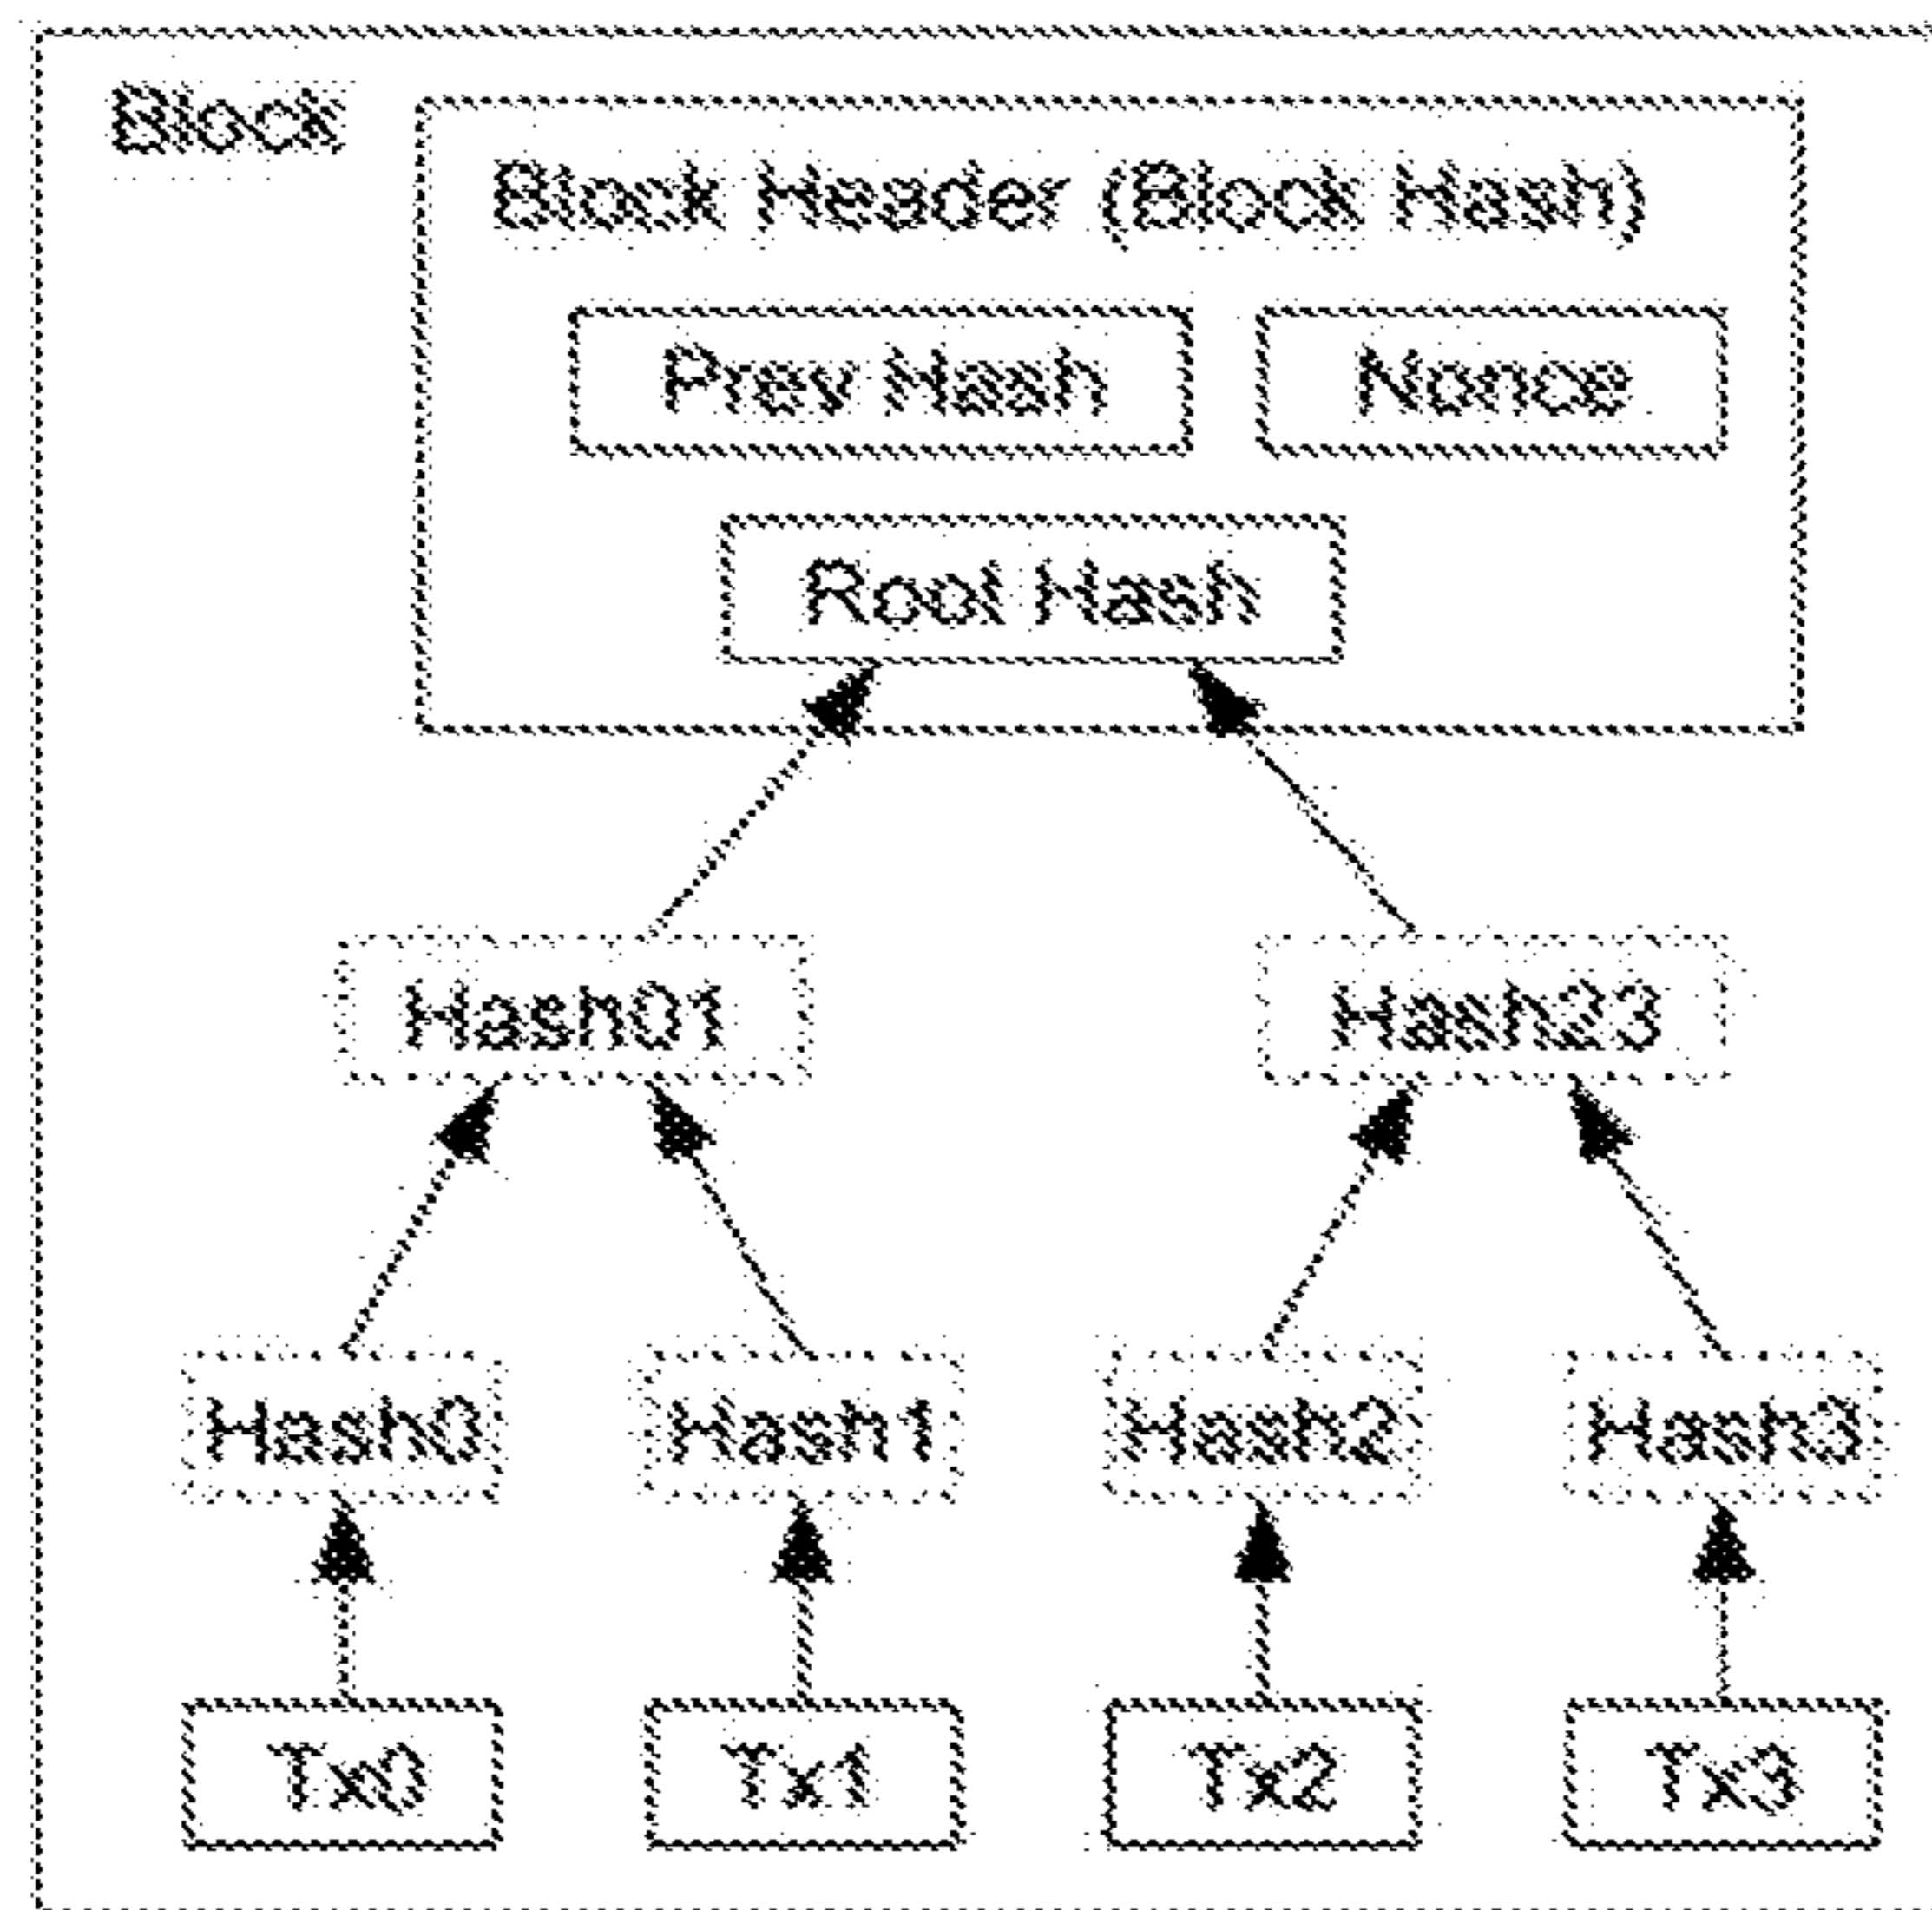 Block
Block Header (Block Hash)
Prev Hash
Nonce
Root Hash
Hash01
Hash23
Hash0
Hash1
Hash2
Hash3
Tx0
Tx1
Tx2
Tx3